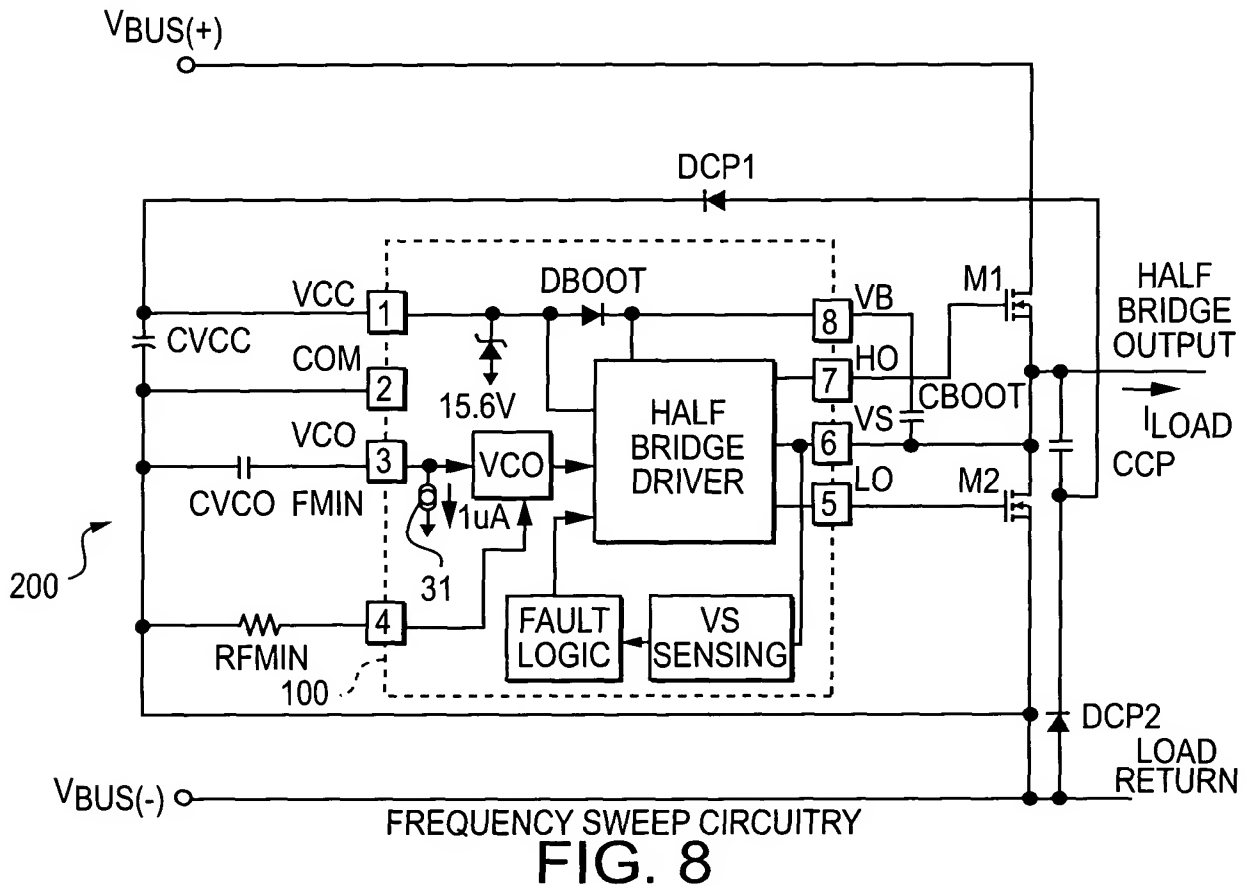 VBUS(+)
DCP1
DBOOT
M1
HALF
BRIDGE
OUTPUT
VCC
1
8
VB
CVCC
COM
2
7
HO
15.6V
CBOOT
ILOAD
VCO
3
VCO
HALF
BRIDGE
DRIVER
6
VS
CCP
CVCO
FMIN
1uA
5
LO
M2
200
31
4
RFMIN
FAULT
LOGIC
VS
SENSING
100
DCP2
LOAD
RETURN
VBUS(-)
FREQUENCY SWEEP CIRCUITRY
FIG. 8